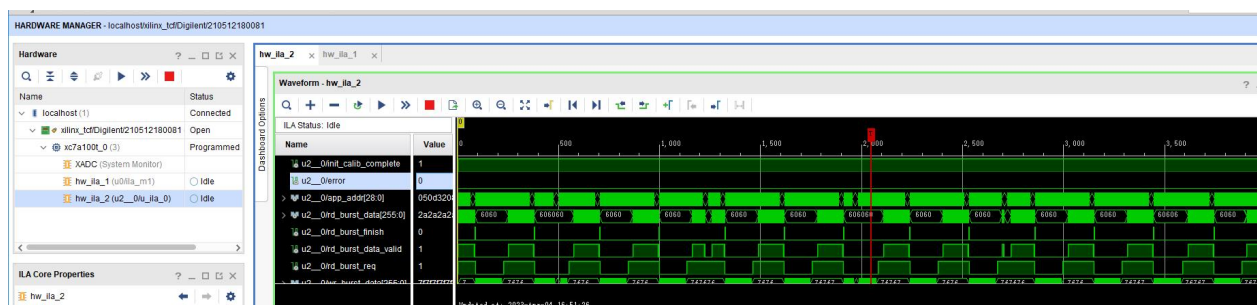 HARDWARE MANAGER - localhost/xilinx_tcf/Digilent/210512180081
Hardware
Name Status
localhost (1) Connected
xilinx_tcf/Digilent/210512180081 Open
xc7a100t_0 (3) Programmed
XADC (System Monitor)
hw_ila_1 (u0/ila_m1) Idle
hw_ila_2 (u2__0/u_ila_0) Idle
ILA Core Properties
hw_ila_2
hw_ila_2 hw_ila_1
Dashboard Options
Waveform - hw_ila_2
ILA Status: Idle
Name Value
0 500 1,000 1,500 2,000 2,500 3,000 3,500
u2__0/init_calib_complete 1
u2__0/error 0
u2__0/app_addr[28:0] 050d320
u2__0/rd_burst_data[255:0] 2a2a2a2
6060 606060 6060 6060 6060 6060 6060 6060 6060 60606 6060
u2__0/rd_burst_finish 0
u2__0/rd_burst_data_valid 1
u2__0/rd_burst_req 1